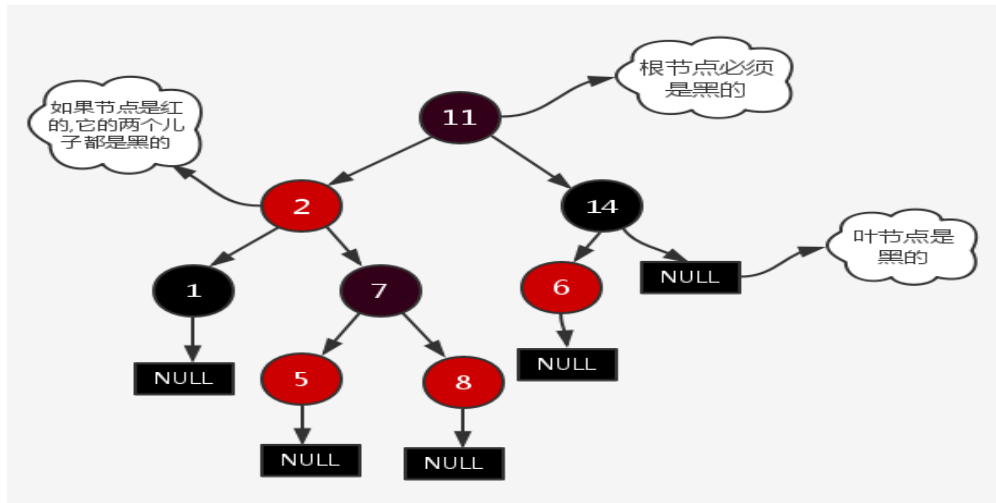 根节点必须
是黑的
如果节点是红
的,它的两个儿
子都是黑的
11
2
14
叶节点是
黑的
1
7
6
NULL
NULL
5
8
NULL
NULL
NULL